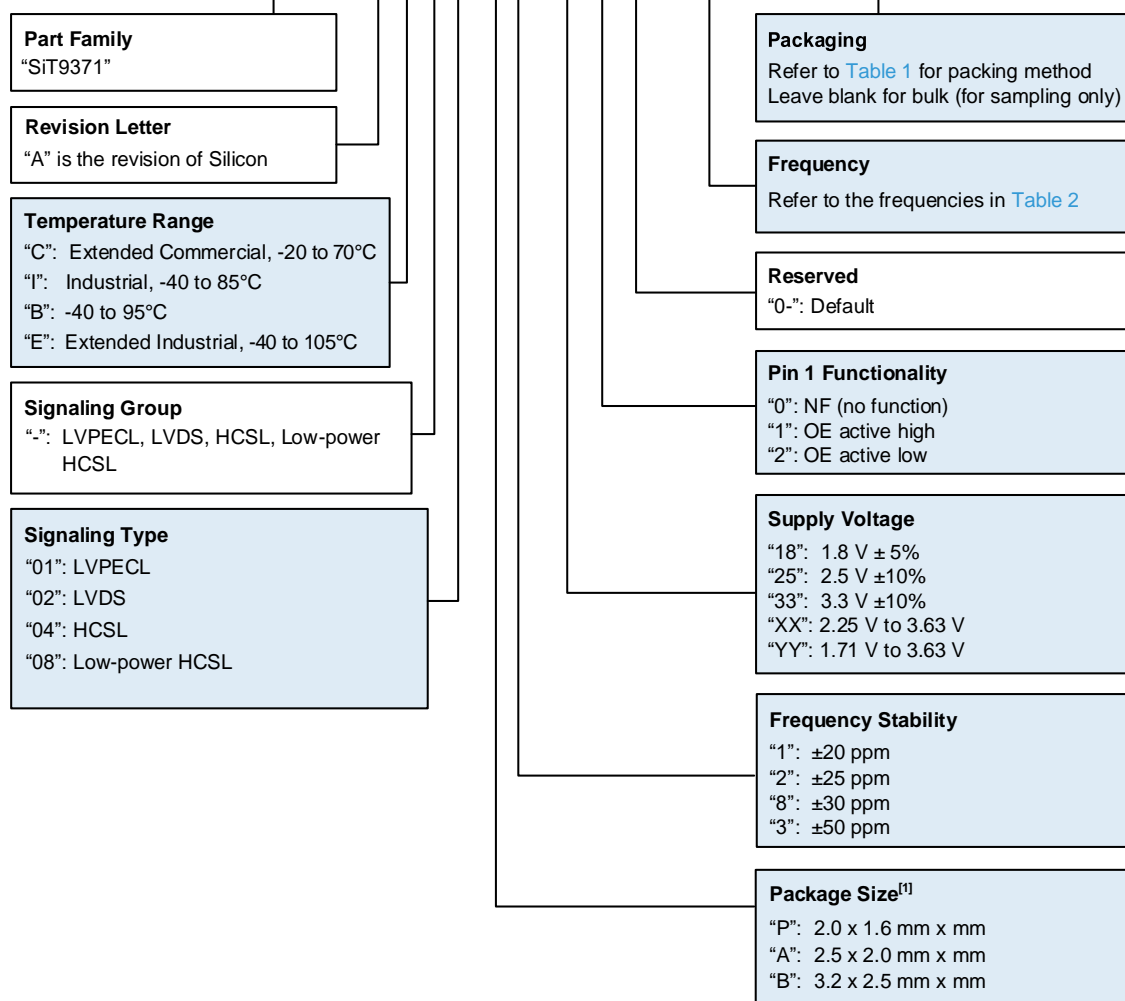 Part Family
“SiT9371”
Revision Letter
“A” is the revision of Silicon
Temperature Range
“C”: Extended Commercial, -20 to 70°C
“I”: Industrial, -40 to 85°C
“B”: -40 to 95°C
“E”: Extended Industrial, -40 to 105°C
Signaling Group
“-”: LVPECL, LVDS, HCSL, Low-power
HCSL
Signaling Type
“01”: LVPECL
“02”: LVDS
“04”: HCSL
“08”: Low-power HCSL
Packaging
Refer to Table 1 for packing method
Leave blank for bulk (for sampling only)
Frequency
Refer to the frequencies in Table 2
Reserved
“0-”: Default
Pin 1 Functionality
“0”: NF (no function)
“1”: OE active high
“2”: OE active low
Supply Voltage
“18”: 1.8 V ± 5%
“25”: 2.5 V ±10%
“33”: 3.3 V ±10%
“XX”: 2.25 V to 3.63 V
“YY”: 1.71 V to 3.63 V
Frequency Stability
“1”: ±20 ppm
“2”: ±25 ppm
“8”: ±30 ppm
“3”: ±50 ppm
Package Size[1]
“P”: 2.0 x 1.6 mm x mm
“A”: 2.5 x 2.0 mm x mm
“B”: 3.2 x 2.5 mm x mm